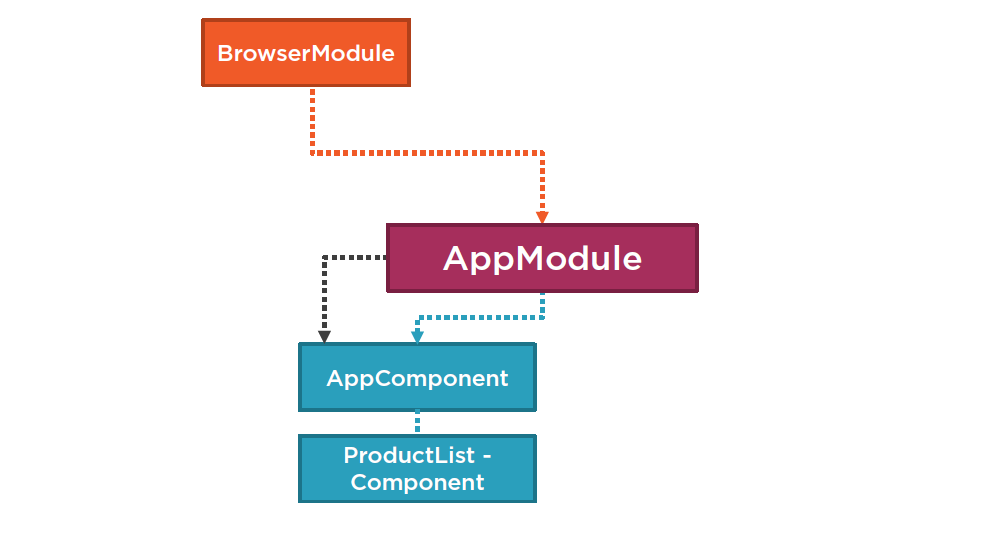 BrowserModule
AppModule
AppComponent
ProductList -
Component